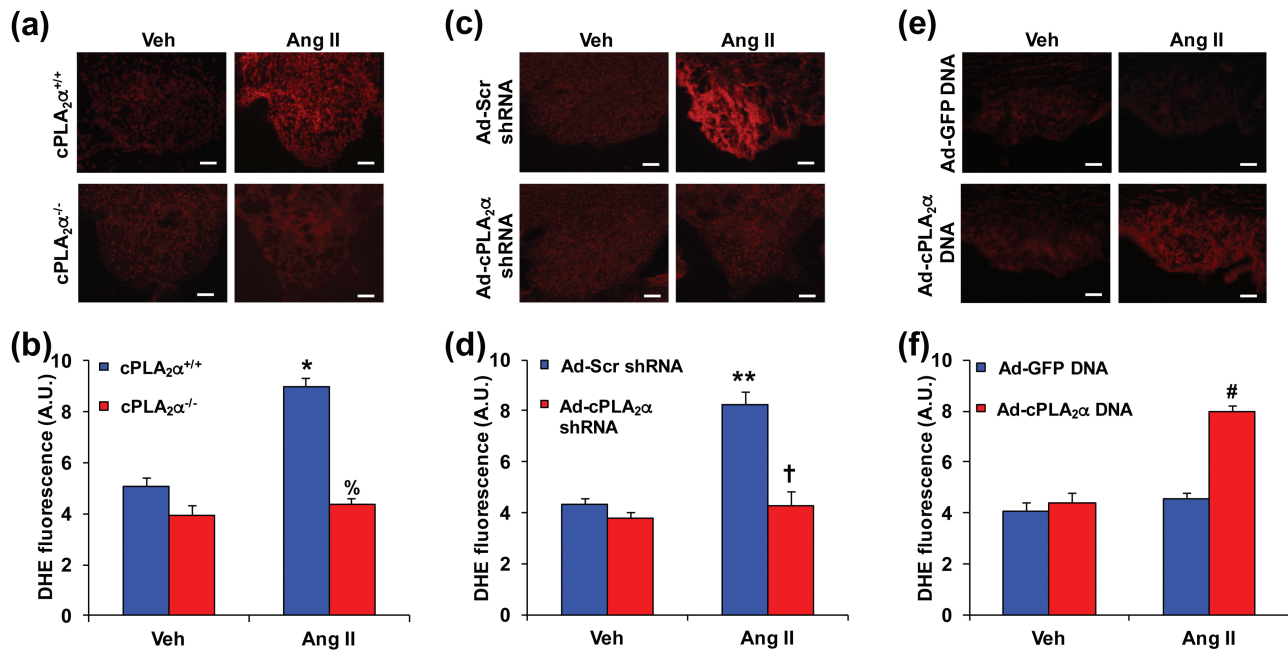 (a)
Veh
Ang II
cPLA₂α⁺/⁺
cPLA₂α⁻/⁻
(b)
10
8
6
4
2
0
DHE fluorescence (A.U.)
cPLA₂α⁺/⁺
cPLA₂α⁻/⁻
*
%
Veh
Ang II
(c)
Veh
Ang II
Ad-Scr
shRNA
Ad-cPLA₂α
shRNA
(d)
10
8
6
4
2
0
DHE fluorescence (A.U.)
Ad-Scr shRNA
Ad-cPLA₂α
shRNA
**
†
Veh
Ang II
(e)
Veh
Ang II
Ad-GFP DNA
Ad-cPLA₂α
DNA
(f)
10
8
6
4
2
0
DHE fluorescence (A.U.)
Ad-GFP DNA
Ad-cPLA₂α DNA
#
Veh
Ang II